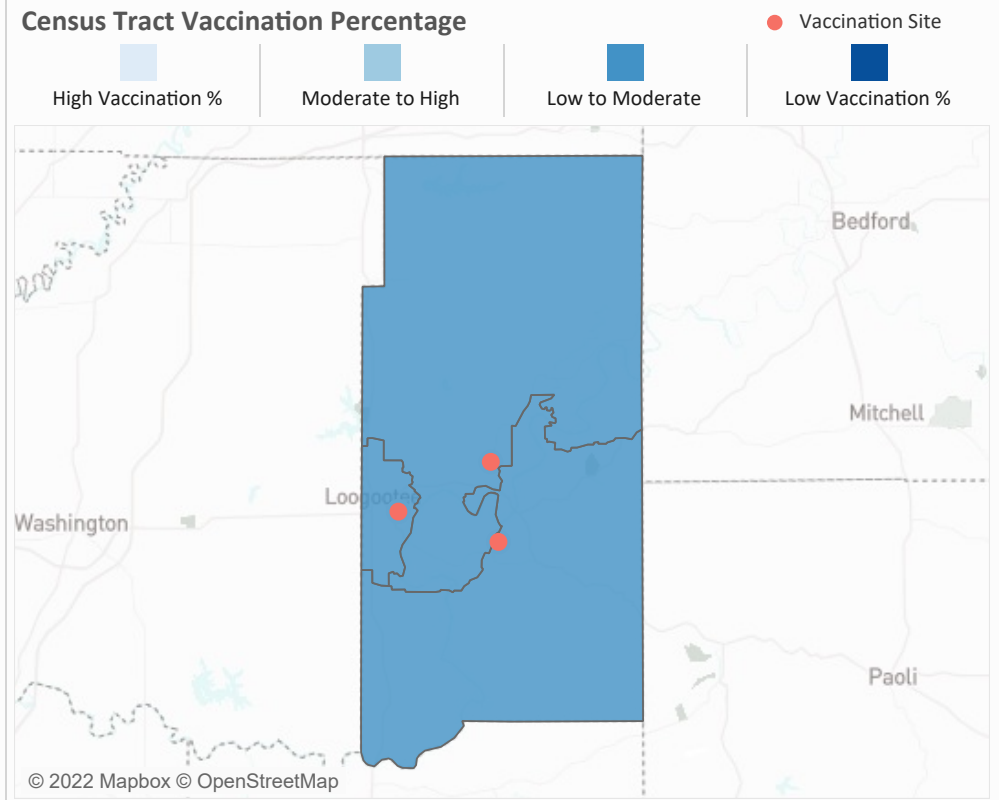 Census Tract Vaccination Percentage
Vaccination Site
High Vaccination %
Moderate to High
Low to Moderate
Low Vaccination %
Bedford
Mitchell
Loogootee
Washington
Paoli
© 2022 Mapbox © OpenStreetMap